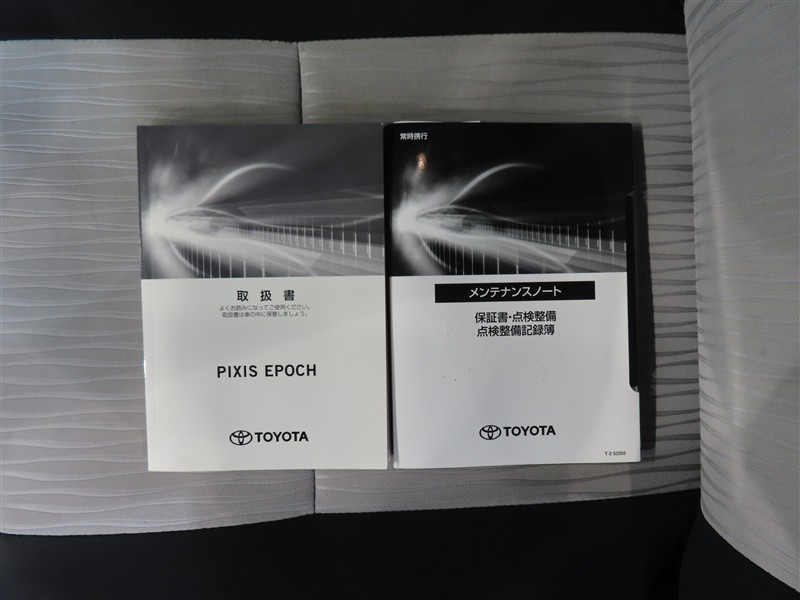 取扱書
よくお読みになってご使用ください。
取扱書は車の中に保管しましょう。
PIXIS EPOCH
TOYOTA
常時携行
メンテナンスノート
保証書・点検整備
点検整備記録簿
TOYOTA